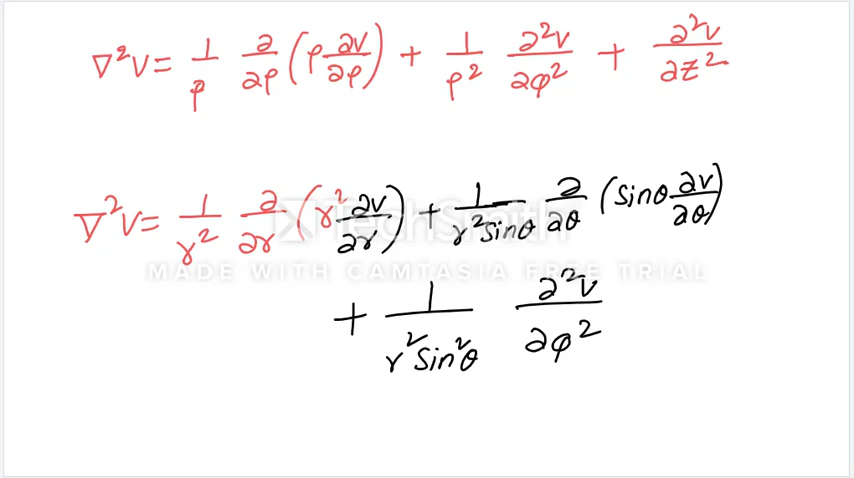 ∇²V = 1/ρ ∂/∂ρ (ρ ∂V/∂ρ) + 1/ρ² ∂²V/∂φ² + ∂²V/∂z²
∇²V = 1/r² ∂/∂r (r² ∂V/∂r) + 1/(r² sinθ) ∂/∂θ (sinθ ∂V/∂θ)
TechSmith
MADE WITH CAMTASIA FREE TRIAL
+ 1/(r² sin²θ) ∂²V/∂φ²